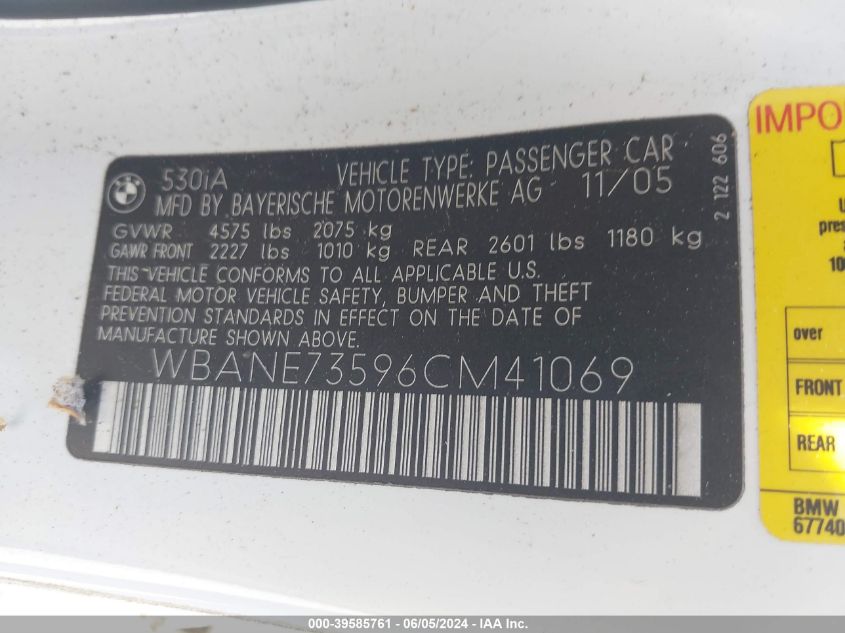 BMW
530iA VEHICLE TYPE: PASSENGER CAR
MFD BY BAYERISCHE MOTORENWERKE AG 11/05
GVWR 4575 lbs 2075 kg
GAWR FRONT 2227 lbs 1010 kg REAR 2601 lbs 1180 kg
THIS VEHICLE CONFORMS TO ALL APPLICABLE U.S.
FEDERAL MOTOR VEHICLE SAFETY, BUMPER AND THEFT
PREVENTION STANDARDS IN EFFECT ON THE DATE OF
MANUFACTURE SHOWN ABOVE.
WBANE73596CM41069
2 122 606
IMPO
U
pres
a
10
over
FRONT
REAR
BMW
67740
000-39585761 - 06/05/2024 - IAA, Inc.